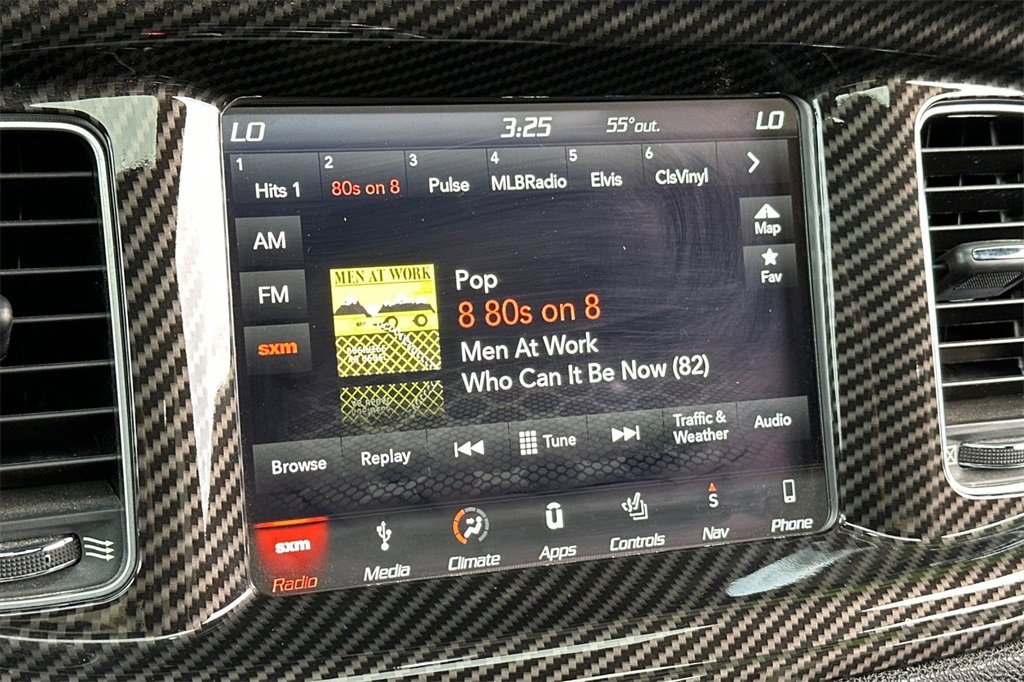 LO 3:25 55°out. LO
1 2 3 4 5 6
Hits 1 80s on 8 Pulse MLBRadio Elvis ClsVinyl
AM
Map
FM
Fav
sxm
MEN AT WORK
BUSINESS
AS USUAL
Pop
8 80s on 8
Men At Work
Who Can It Be Now (82)
Browse Replay Tune Traffic &
Weather Audio
sxm
Radio Media Climate Apps Controls S
Nav Phone